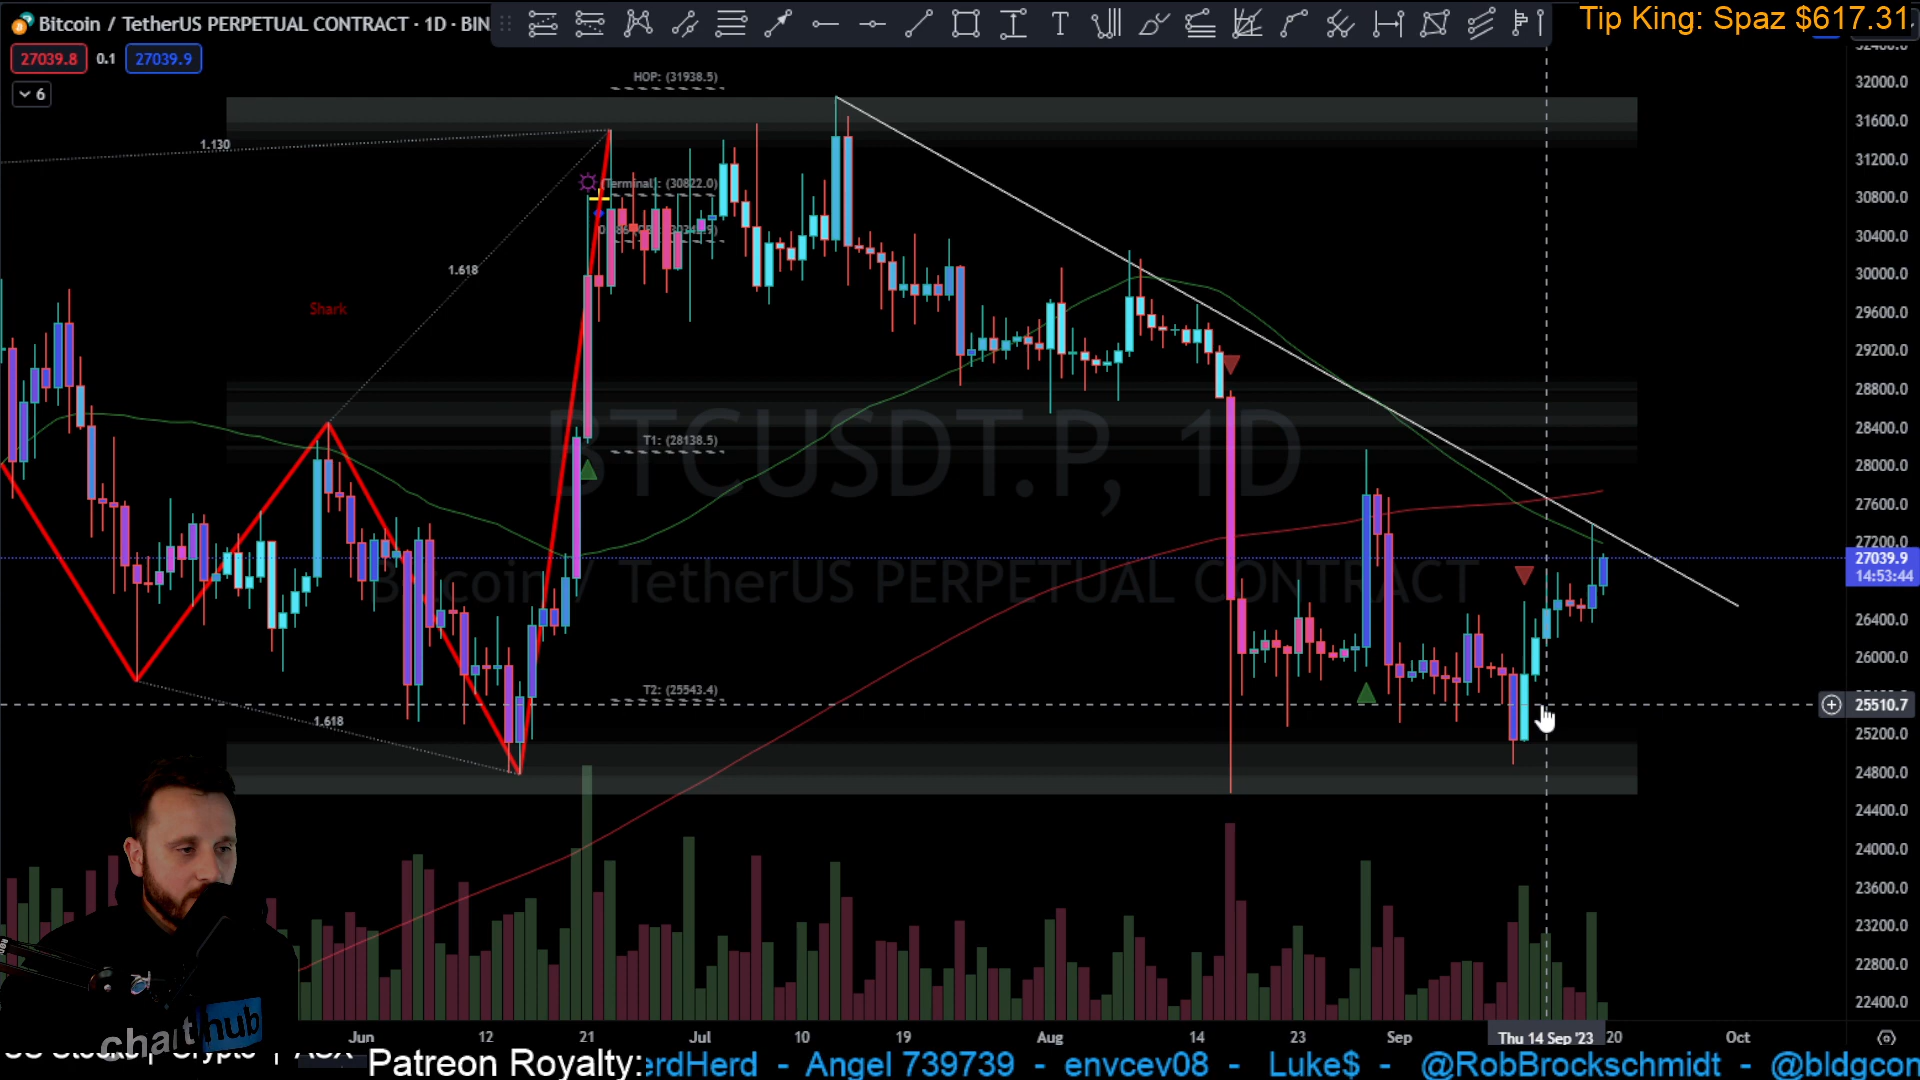 Bitcoin / TetherUS PERPETUAL CONTRACT · 1D · BIN
Tip King: Spaz $617.31
27039.8 0.1 27039.9
6
HOP: (31938.5)
1.130
(Terminal): (30822.0)
1.618
Shark
T1: (28138.5)
BTCUSDT.P, 1D
Bitcoin / TetherUS PERPETUAL CONTRACT
T2: (25543.4)
1.618
32000.0
31600.0
31200.0
30800.0
30400.0
30000.0
29600.0
29200.0
28800.0
28400.0
28000.0
27600.0
27200.0
27039.9
14:53:44
26400.0
26000.0
25510.7
25200.0
24800.0
24400.0
24000.0
23600.0
23200.0
22800.0
22400.0
chart hub
Jun 12 21 Jul 10 19 Aug 14 23 Sep Thu 14 Sep '23 20 Oct
US Stocks | Crypto | ASX
Patreon Royalty: erdHerd - Angel 739739 - envcev08 - Luke$ - @RobBrockschmidt - @bldgcon